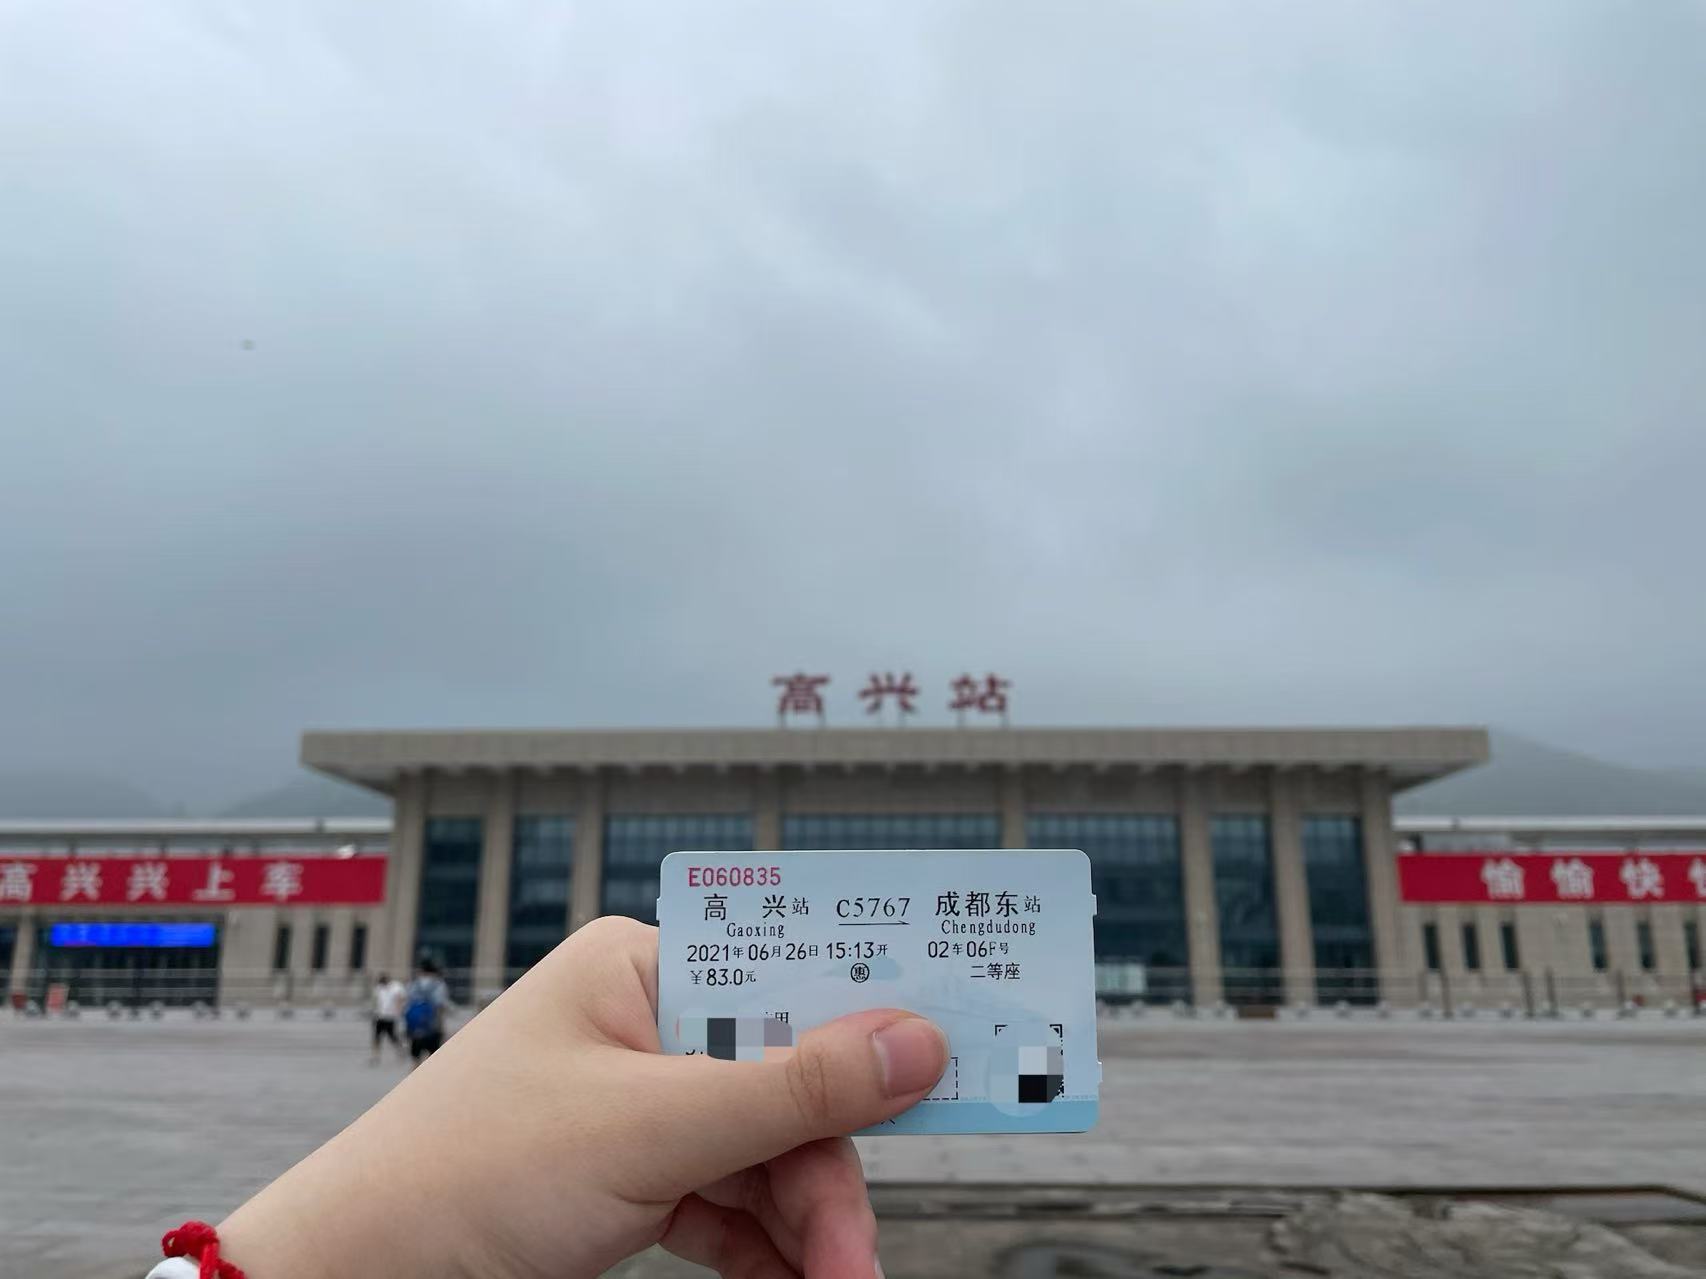 高兴站
高兴兴上车
愉愉快
E060835
高兴站 C5767 成都东站
Gaoxing Chengdudong
2021年06月26日 15:13开 02车06F号
¥83.0元 惠 二等座